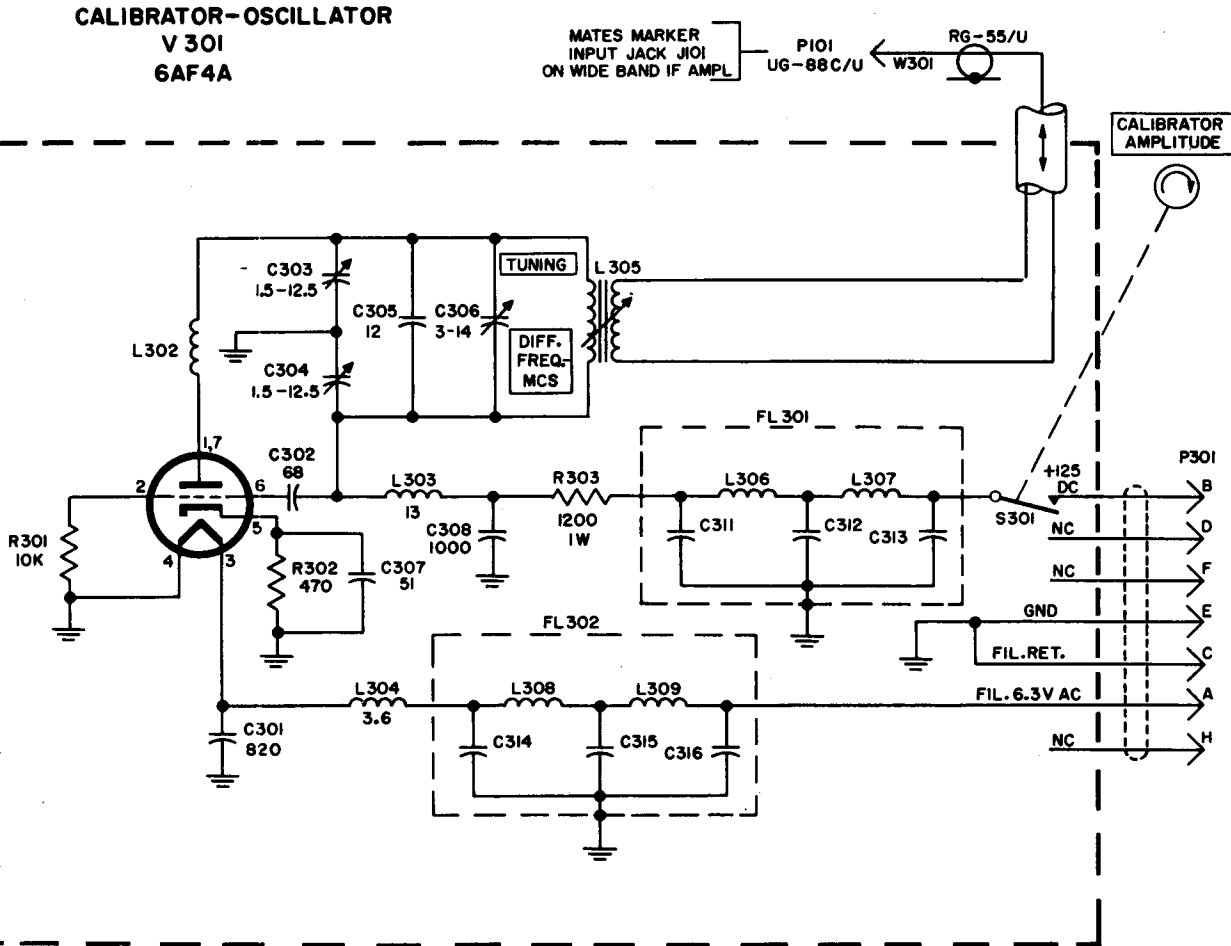 CALIBRATOR-OSCILLATOR
V 301
6AF4A
MATES MARKER
INPUT JACK J101
ON WIDE BAND IF AMPL
P101
UG-88C/U
W301
RG-55/U
CALIBRATOR
AMPLITUDE
C303
1.5-12.5
C305
12
C306
3-14
TUNING
L305
L302
C304
1.5-12.5
DIFF.
FREQ-
MCS
FL301
1,7
C302
68
2
6
5
4
3
L303
13
R303
1200
1W
L306
L307
+125
DC
S301
P301
B
R301
10K
C308
1000
C311
C312
C313
NC
D
R302
470
C307
51
NC
F
GND
E
FL302
FIL.RET.
C
L304
3.6
L308
L309
FIL. 6.3V AC
A
C301
820
C314
C315
C316
NC
H